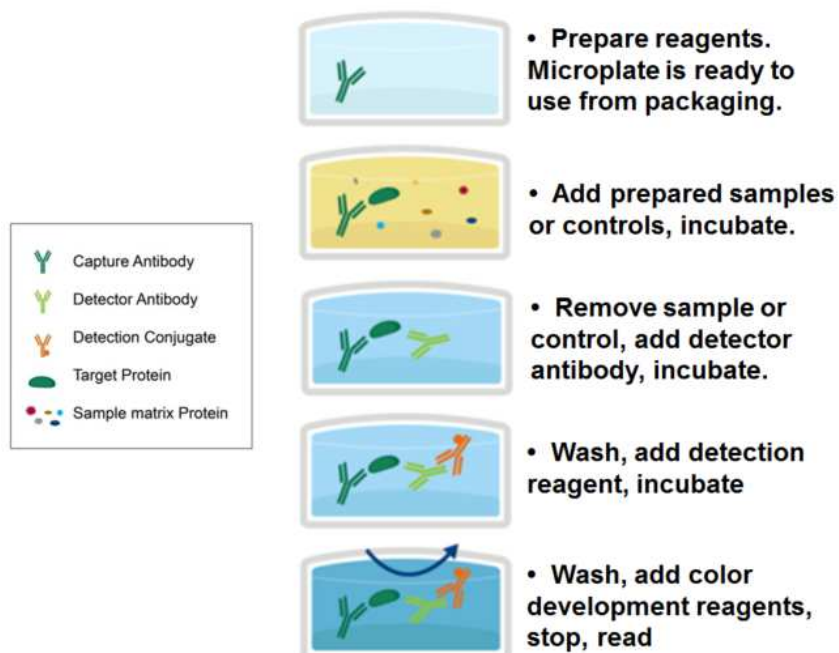 • Prepare reagents.
Microplate is ready to
use from packaging.
• Add prepared samples
or controls, incubate.
Capture Antibody
Detector Antibody
Detection Conjugate
Target Protein
Sample matrix Protein
• Remove sample or
control, add detector
antibody, incubate.
• Wash, add detection
reagent, incubate
• Wash, add color
development reagents,
stop, read